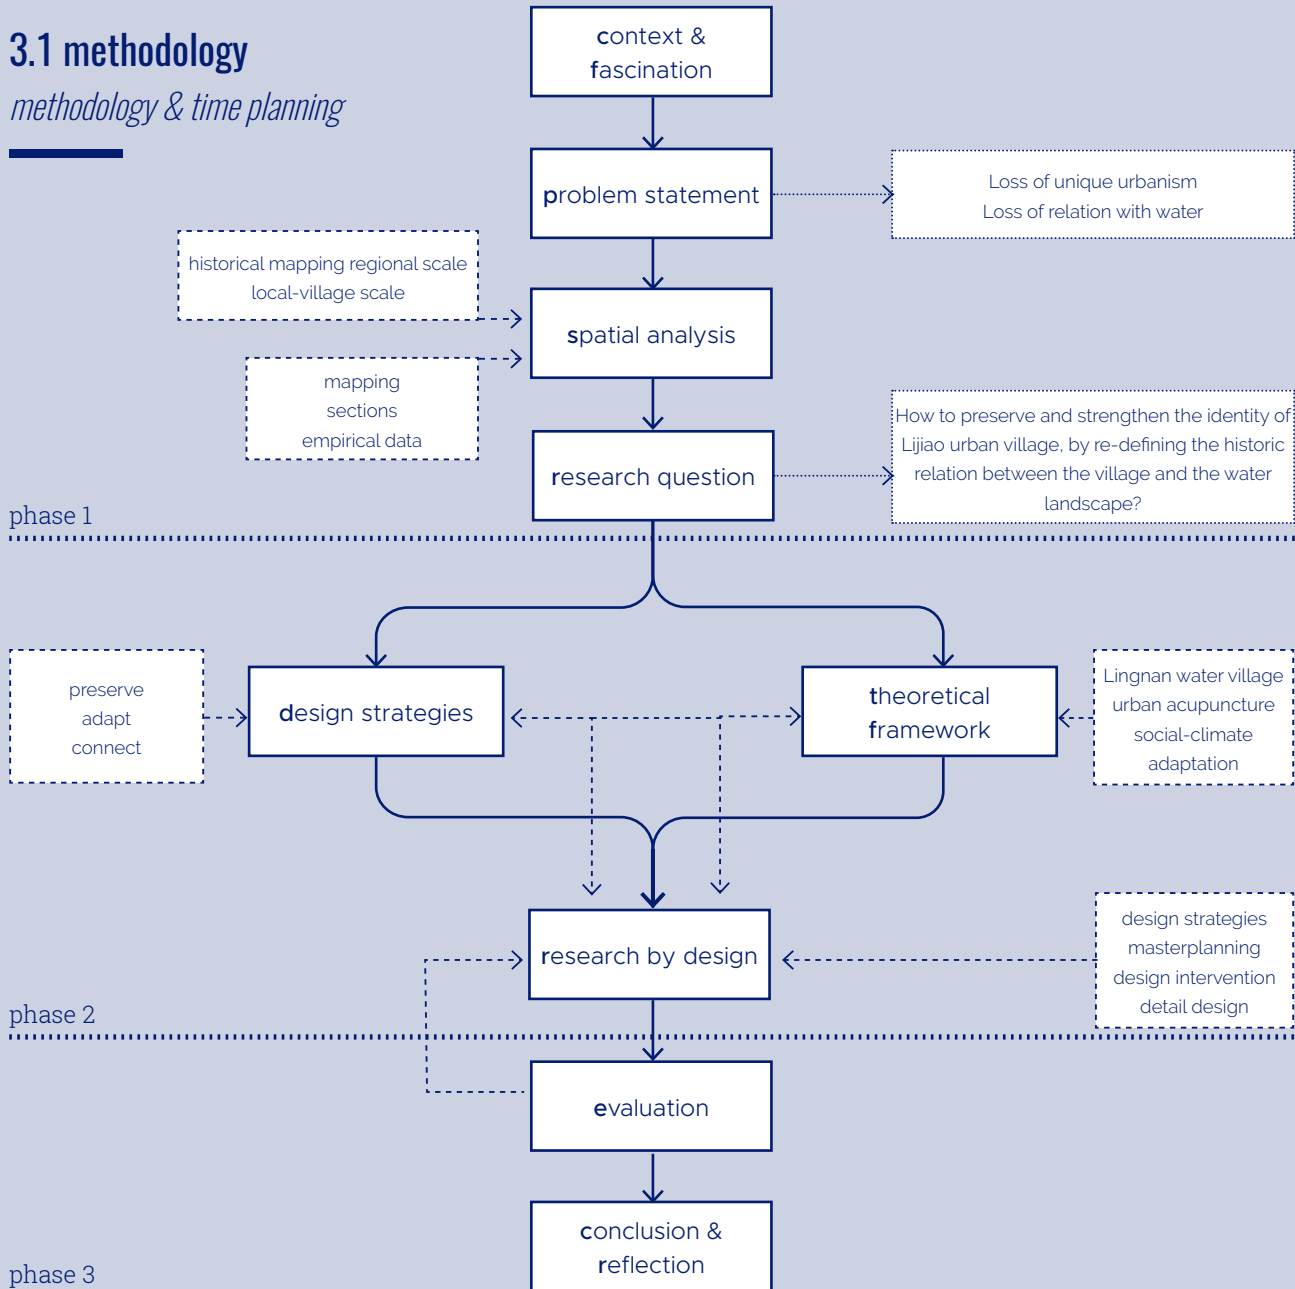 3.1 methodology
methodology & time planning
context &
fascination
problem statement
Loss of unique urbanism
Loss of relation with water
historical mapping regional scale
local-village scale
spatial analysis
mapping
sections
empirical data
research question
How to preserve and strengthen the identity of
Lijiao urban village, by re-defining the historic
relation between the village and the water
landscape?
phase 1
preserve
adapt
connect
design strategies
theoretical
framework
Lingnan water village
urban acupuncture
social-climate
adaptation
research by design
design strategies
masterplanning
design intervention
detail design
phase 2
evaluation
conclusion &
reflection
phase 3